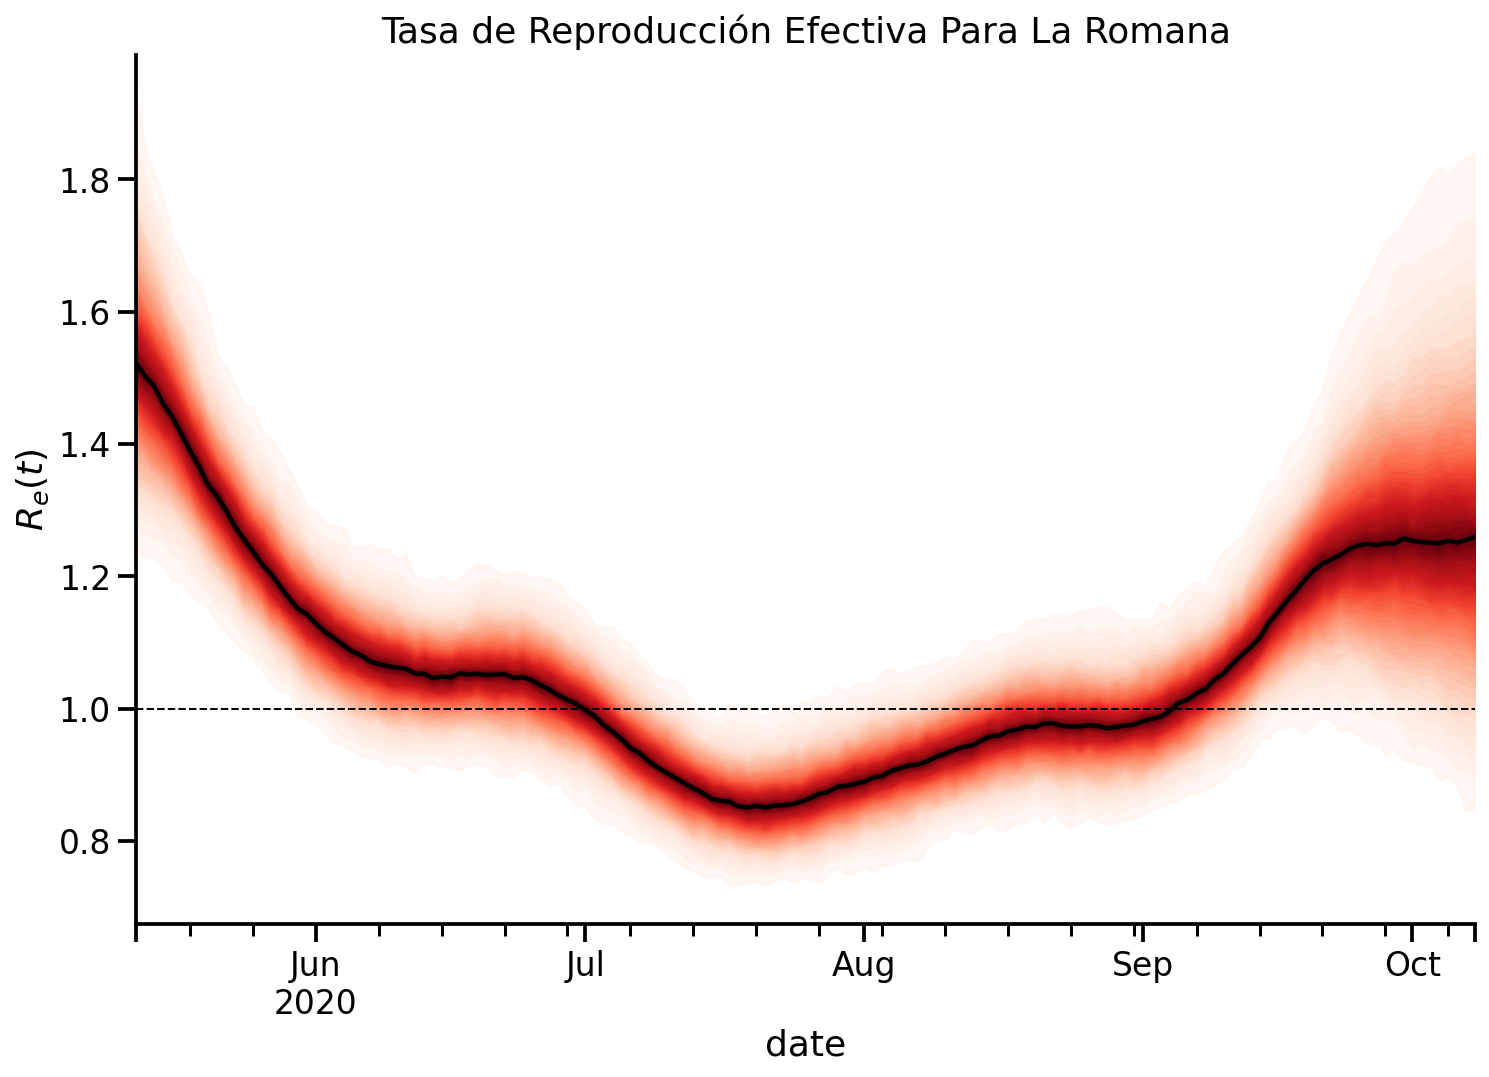 Tasa de Reproducción Efectiva Para La Romana
1.8
1.6
1.4
1.2
1.0
0.8
Rₑ(t)
Jun
2020
Jul
Aug
Sep
Oct
date